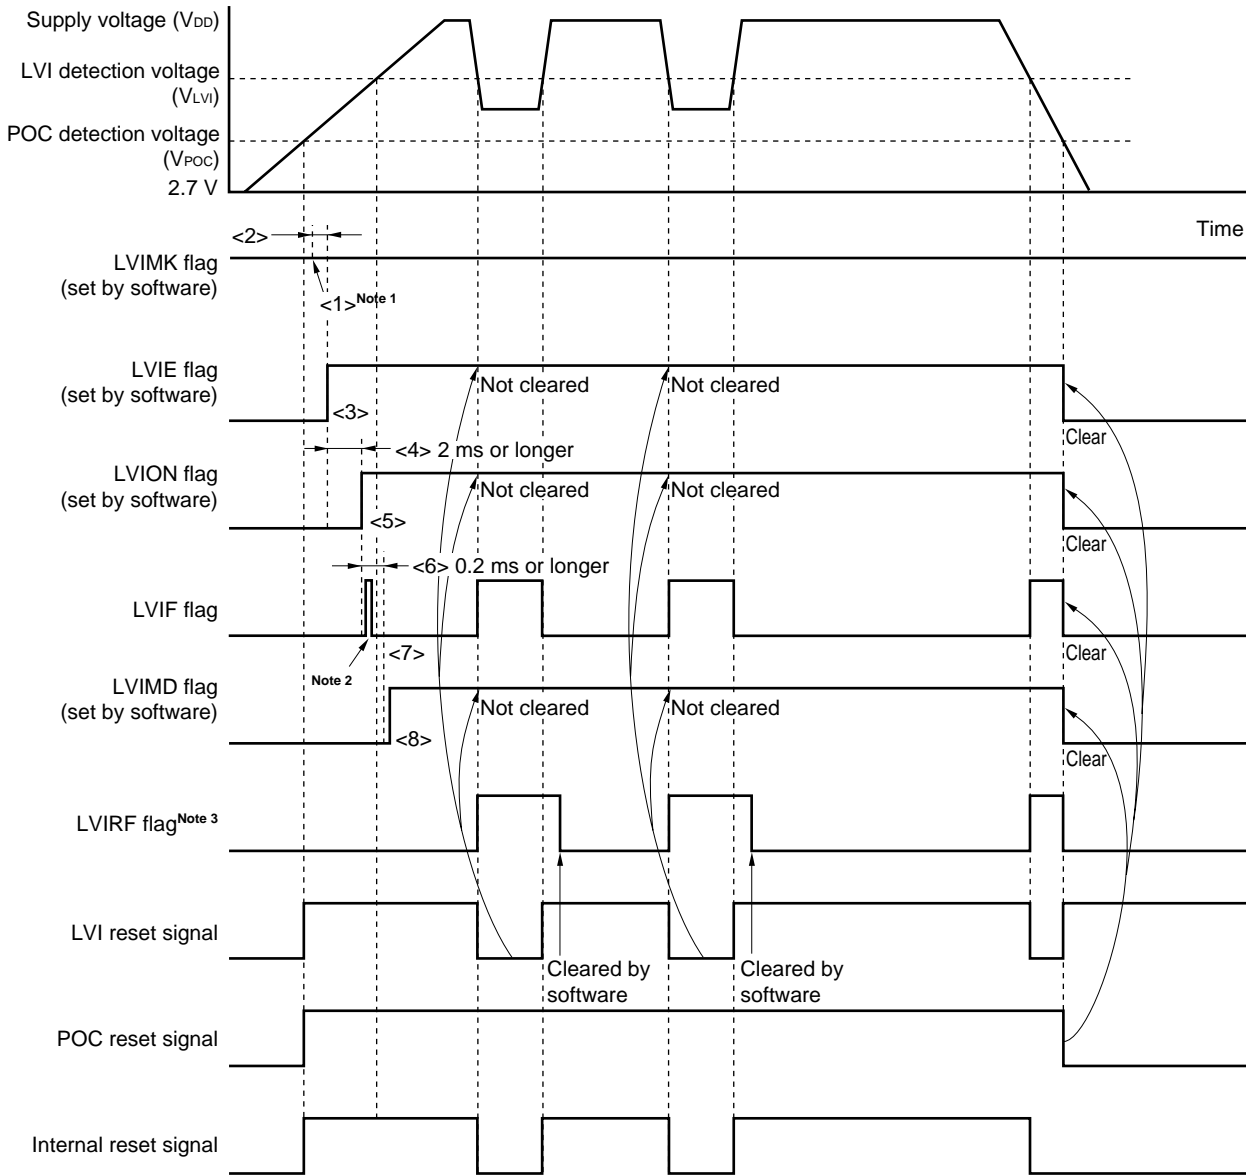 Supply voltage (VDD)
LVI detection voltage
(VLVI)
POC detection voltage
(VPOC)
2.7 V
Time
<2>
LVIMK flag
(set by software)
<1>Note 1
LVIE flag
(set by software)
Not cleared
Not cleared
<3>
Clear
<4> 2 ms or longer
LVION flag
(set by software)
Not cleared
Not cleared
<5>
Clear
<6> 0.2 ms or longer
LVIF flag
<7>
Clear
Note 2
LVIMD flag
(set by software)
Not cleared
Not cleared
<8>
Clear
LVIRF flagNote 3
LVI reset signal
Cleared by
software
Cleared by
software
POC reset signal
Internal reset signal